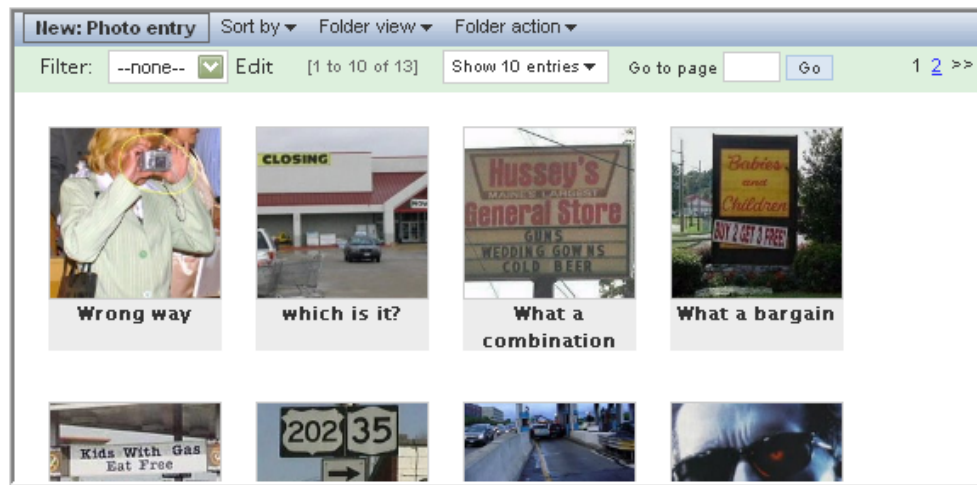 New: Photo entry Sort by Folder view Folder action
Filter: --none-- Edit [1 to 10 of 13] Show 10 entries Go to page Go 1 2 >>
CLOSING
Hussey's
MAINE'S LARGEST
General Store
GUNS
WEDDING GOWNS
COLD BEER
Babies
and
Children
BUY 2 GET 3 FREE!
Wrong way
which is it?
What a
combination
What a bargain
Kids With Gas
Eat Free
202 35